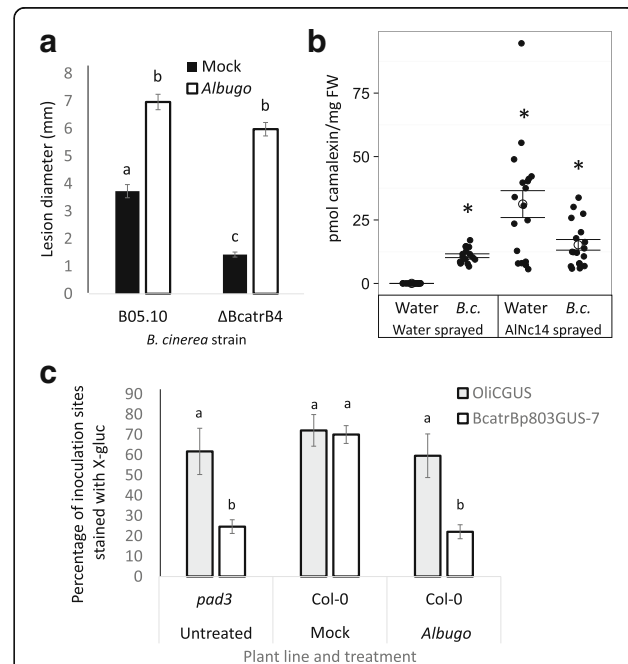 a
Lesion diameter (mm)
8
7
6
5
4
3
2
1
0
Mock
Albugo
a
b
c
b
B05.10
ΔBcatrB4
B. cinerea strain
b
pmol camalexin/mg FW
75
50
25
0
*
*
*
Water
B.c.
Water
B.c.
Water sprayed
AlNc14 sprayed
c
Percentage of inoculation sites
stained with X-gluc
100
90
80
70
60
50
40
30
20
10
0
OliCGUS
BcatrBp803GUS-7
a
b
a
a
a
b
pad3
Col-0
Col-0
Untreated
Mock
Albugo
Plant line and treatment